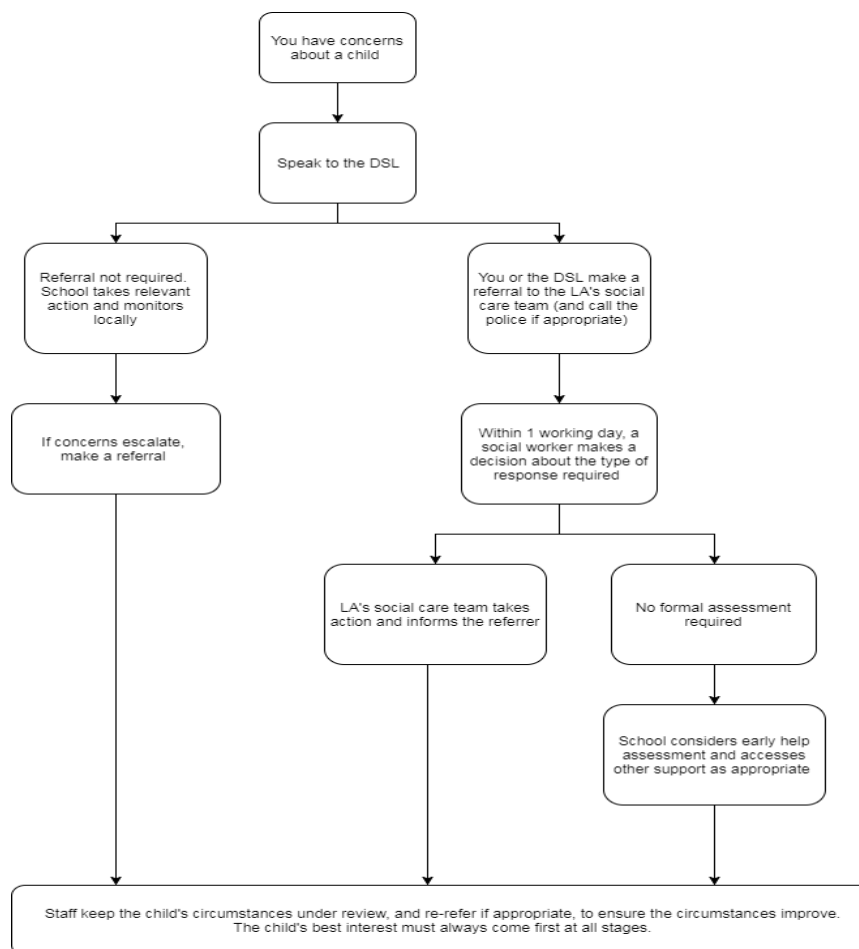 You have concerns
about a child
Speak to the DSL
Referral not required.
School takes relevant
action and monitors
locally
You or the DSL make a
referral to the LA's social
care team (and call the
police if appropriate)
If concerns escalate,
make a referral
Within 1 working day, a
social worker makes a
decision about the type of
response required
LA's social care team takes
action and informs the referrer
No formal assessment
required
School considers early help
assessment and accesses
other support as appropriate
Staff keep the child's circumstances under review, and re-refer if appropriate, to ensure the circumstances improve.
The child's best interest must always come first at all stages.